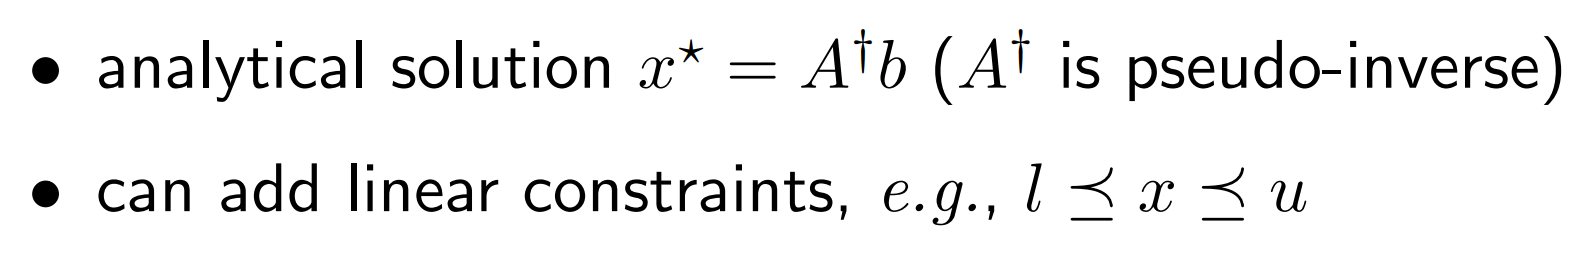 • analytical solution x⋆ = A†b (A† is pseudo-inverse)
• can add linear constraints, e.g., l ⪯ x ⪯ u